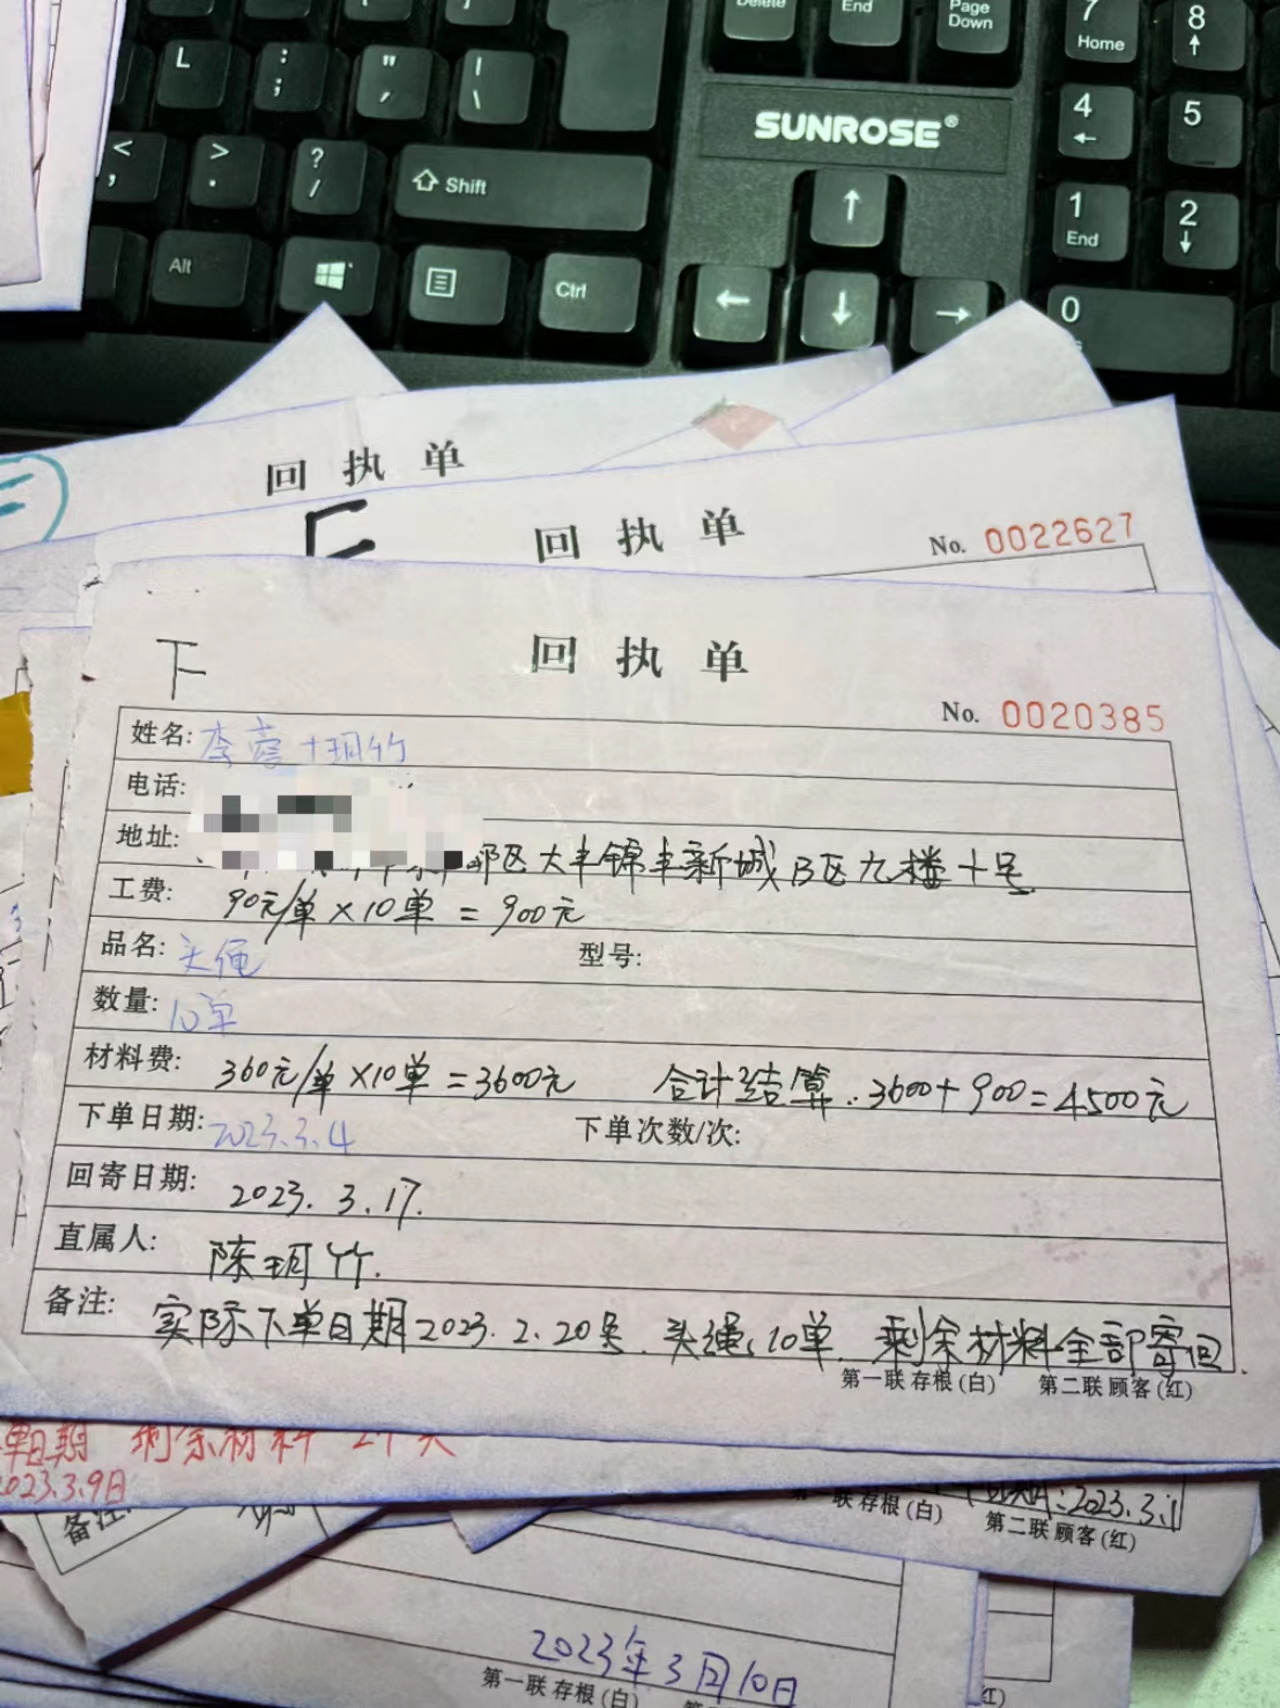 Delete
End
Page Down
7 Home
8
L
: ;
" '
| \
4
5
SUNROSE®
< ,
> .
? /
Shift
1 End
2
Alt
Ctrl
0
回执单
回执单
No. 0022627
下
回执单
No. 0020385
姓名: 李蓉十玥竹
电话:
地址: 都区大丰锦丰新城B区九楼十号
工费: 90元/单×10单=900元
品名: 头绳 型号:
数量: 10单
材料费: 360元/单×10单=3600元 合计结算.3600+900=4500元
下单日期: 2023.3.4 下单次数/次:
回寄日期: 2023.3.17.
直属人: 陈玥竹.
备注: 实际下单日期2023.2.20号.头绳,10单.剩余材料全部寄回.
第一联 存根(白) 第二联 顾客(红)
单日期 剩余材料
2023.3.9日
备注:
联 存根(白) :2023.3.11
第二联 顾客(红)
2023年3月10日
第一联 存根(白)